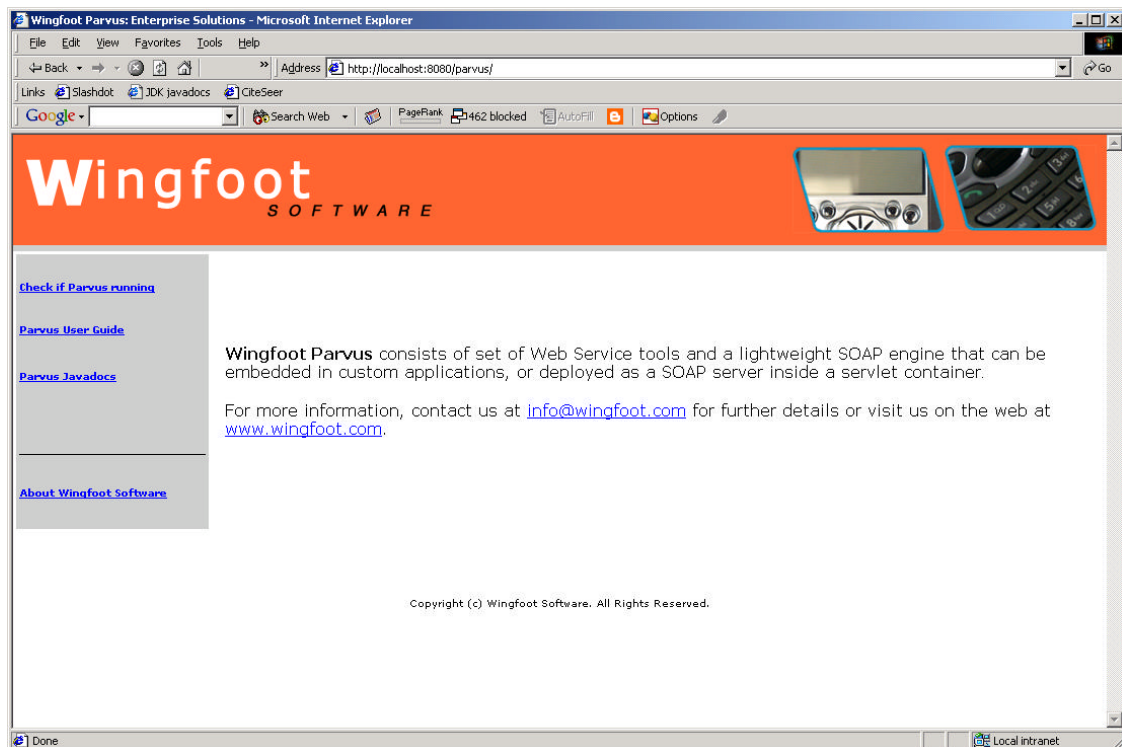 Wingfoot Parvus: Enterprise Solutions - Microsoft Internet Explorer
File Edit View Favorites Tools Help
Back » Address http://localhost:8080/parvus/ Go
Links Slashdot JDK javadocs CiteSeer
Google Search Web PageRank 462 blocked AutoFill Options
Wingfoot
SOFTWARE
Check if Parvus running
Parvus User Guide
Parvus Javadocs
About Wingfoot Software
Wingfoot Parvus consists of set of Web Service tools and a lightweight SOAP engine that can be
embedded in custom applications, or deployed as a SOAP server inside a servlet container.
For more information, contact us at info@wingfoot.com for further details or visit us on the web at
www.wingfoot.com.
Copyright (c) Wingfoot Software. All Rights Reserved.
Done Local intranet